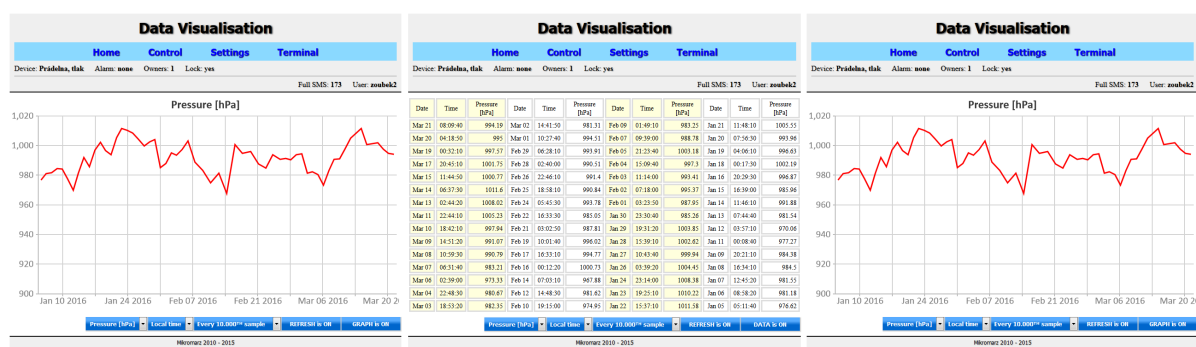 Data Visualisation
Home Control Settings Terminal
Device: Prádelna, tlak Alarm: none Owners: 1 Lock: yes
Full SMS: 173 User: zoubek2
Pressure [hPa]
1,020
1,000
980
960
940
920
900
Jan 10 2016 Jan 24 2016 Feb 07 2016 Feb 21 2016 Mar 06 2016 Mar 20 2
Pressure [hPa] Local time Every 10.000ᵀᴴ sample REFRESH is ON GRAPH is ON
Mikromarz 2010 - 2015
Data Visualisation
Home Control Settings Terminal
Device: Prádelna, tlak Alarm: none Owners: 1 Lock: yes
Full SMS: 173 User: zoubek2
Date Time Pressure [hPa] Date Time Pressure [hPa] Date Time Pressure [hPa] Date Time Pressure [hPa]
Mar 21 08:09:40 994.19 Mar 02 14:41:50 981.31 Feb 09 01:49:10 983.25 Jan 21 11:48:10 1005.55
Mar 20 04:18:50 995 Mar 01 10:27:40 994.51 Feb 07 09:39:00 988.78 Jan 20 07:56:30 993.96
Mar 19 00:32:10 997.57 Feb 29 06:28:10 993.91 Feb 05 21:23:40 1003.18 Jan 19 04:06:10 996.63
Mar 17 20:45:10 1001.75 Feb 28 02:40:00 990.51 Feb 04 15:09:40 997.3 Jan 18 00:17:30 1002.19
Mar 15 11:44:50 1000.77 Feb 26 22:46:10 991.4 Feb 03 11:14:00 993.41 Jan 16 20:29:30 996.87
Mar 14 06:37:30 1011.6 Feb 25 18:58:10 990.84 Feb 02 07:18:00 995.37 Jan 15 16:39:00 985.96
Mar 13 02:44:20 1008.02 Feb 24 05:45:30 993.78 Feb 01 03:23:50 987.95 Jan 14 11:46:10 991.88
Mar 11 22:44:10 1005.23 Feb 22 16:33:30 985.05 Jan 30 23:30:40 985.26 Jan 13 07:44:40 981.54
Mar 10 18:42:10 997.94 Feb 21 03:02:50 987.81 Jan 29 19:31:20 1003.85 Jan 12 03:57:10 970.06
Mar 09 14:51:20 991.07 Feb 19 10:01:40 996.02 Jan 28 15:39:10 1002.62 Jan 11 00:08:40 977.27
Mar 08 10:59:30 990.79 Feb 17 16:33:10 994.77 Jan 27 10:43:40 999.94 Jan 09 20:21:10 984.38
Mar 07 06:31:40 983.21 Feb 16 00:12:20 1000.73 Jan 26 03:39:20 1004.45 Jan 08 16:34:10 984.5
Mar 06 02:39:00 973.33 Feb 14 07:03:10 967.88 Jan 24 23:14:00 1008.38 Jan 07 12:45:20 981.55
Mar 04 22:48:30 980.67 Feb 12 14:48:30 981.62 Jan 23 19:25:10 1010.22 Jan 06 08:58:20 981.18
Mar 03 18:53:20 982.35 Feb 10 19:15:00 974.95 Jan 22 15:37:10 1011.58 Jan 05 05:11:40 976.62
Pressure [hPa] Local time Every 10.000ᵀᴴ sample REFRESH is ON DATA is ON
Mikromarz 2010 - 2015
Data Visualisation
Home Control Settings Terminal
Device: Prádelna, tlak Alarm: none Owners: 1 Lock: yes
Full SMS: 173 User: zoubek2
Pressure [hPa]
1,020
1,000
980
960
940
920
900
Jan 10 2016 Jan 24 2016 Feb 07 2016 Feb 21 2016 Mar 06 2016 Mar 20 2
Pressure [hPa] Local time Every 10.000ᵀᴴ sample REFRESH is ON GRAPH is ON
Mikromarz 2010 - 2015